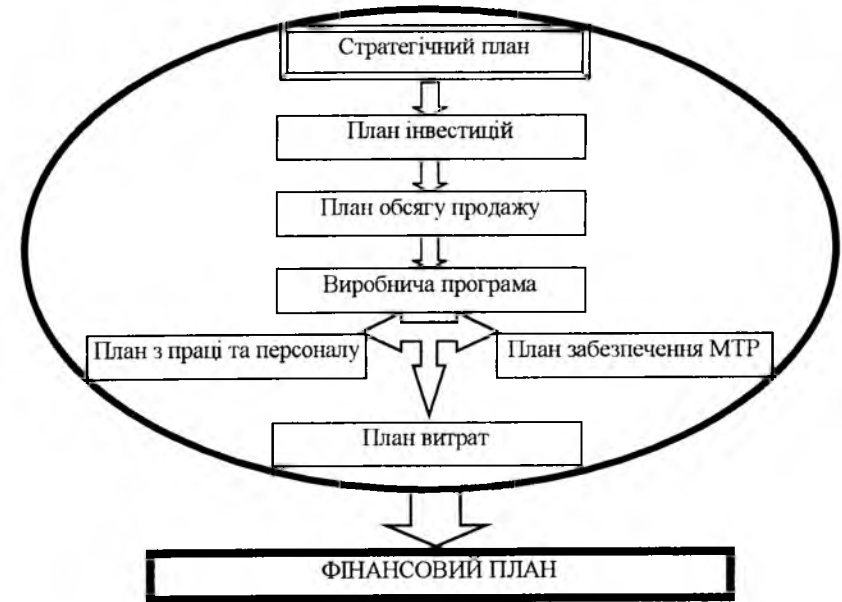 Стратегічний план
План інвестицій
План обсягу продажу
Виробнича програма
План з праці та персоналу
План забезпечення МТР
План витрат
ФІНАНСОВИЙ ПЛАН